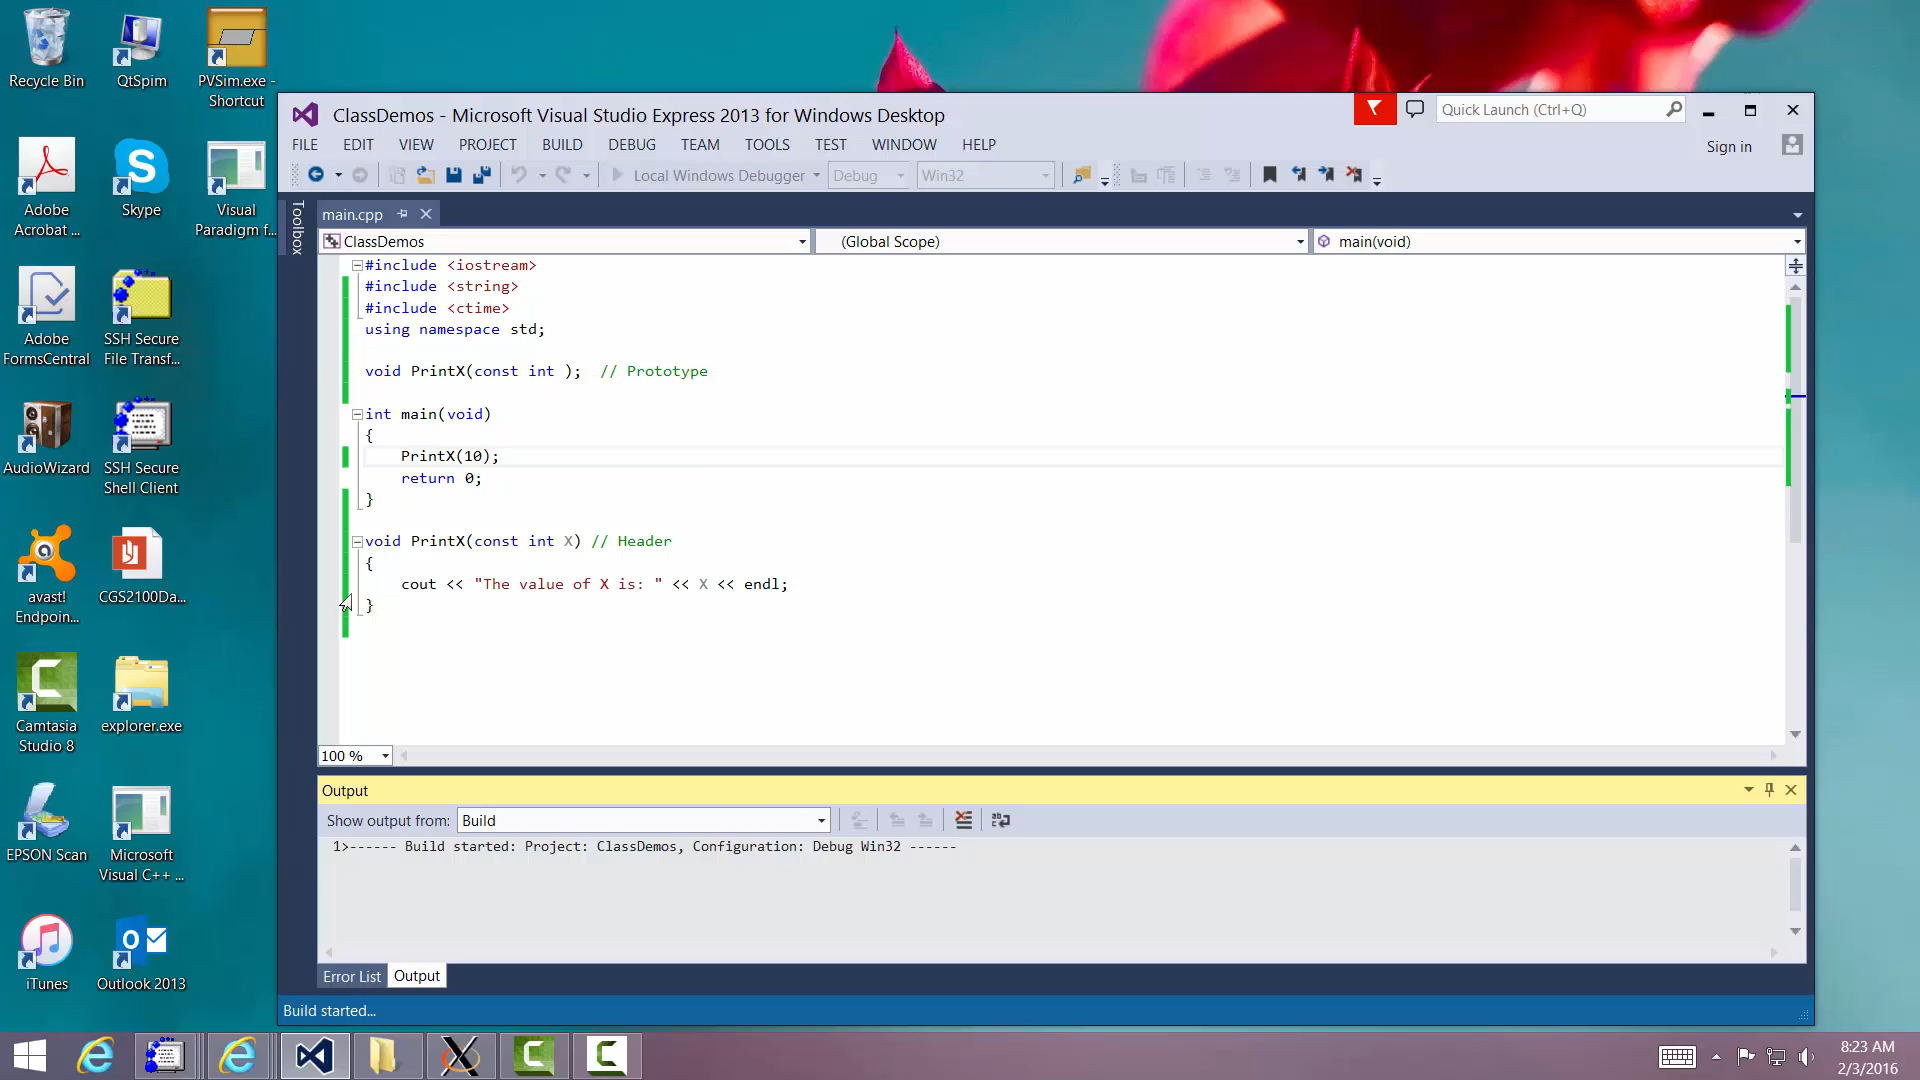 Recycle Bin
QtSpim
PVSim.exe -
Shortcut
Adobe
Acrobat ...
Skype
Visual
Paradigm f...
Adobe
FormsCentral
SSH Secure
File Transf...
AudioWizard
SSH Secure
Shell Client
avast!
Endpoin...
CGS2100Da...
Camtasia
Studio 8
explorer.exe
EPSON Scan
Microsoft
Visual C++ ...
iTunes
Outlook 2013
ClassDemos - Microsoft Visual Studio Express 2013 for Windows Desktop
Quick Launch (Ctrl+Q)
FILE EDIT VIEW PROJECT BUILD DEBUG TEAM TOOLS TEST WINDOW HELP
Sign in
Local Windows Debugger Debug Win32
Toolbox
main.cpp
ClassDemos (Global Scope) main(void)
#include <iostream>
#include <string>
#include <ctime>
using namespace std;
void PrintX(const int ); // Prototype
int main(void)
{
PrintX(10);
return 0;
}
void PrintX(const int X) // Header
{
cout << "The value of X is: " << X << endl;
}
100 %
Output
Show output from: Build
1>------ Build started: Project: ClassDemos, Configuration: Debug Win32 ------
Error List Output
Build started...
8:23 AM
2/3/2016